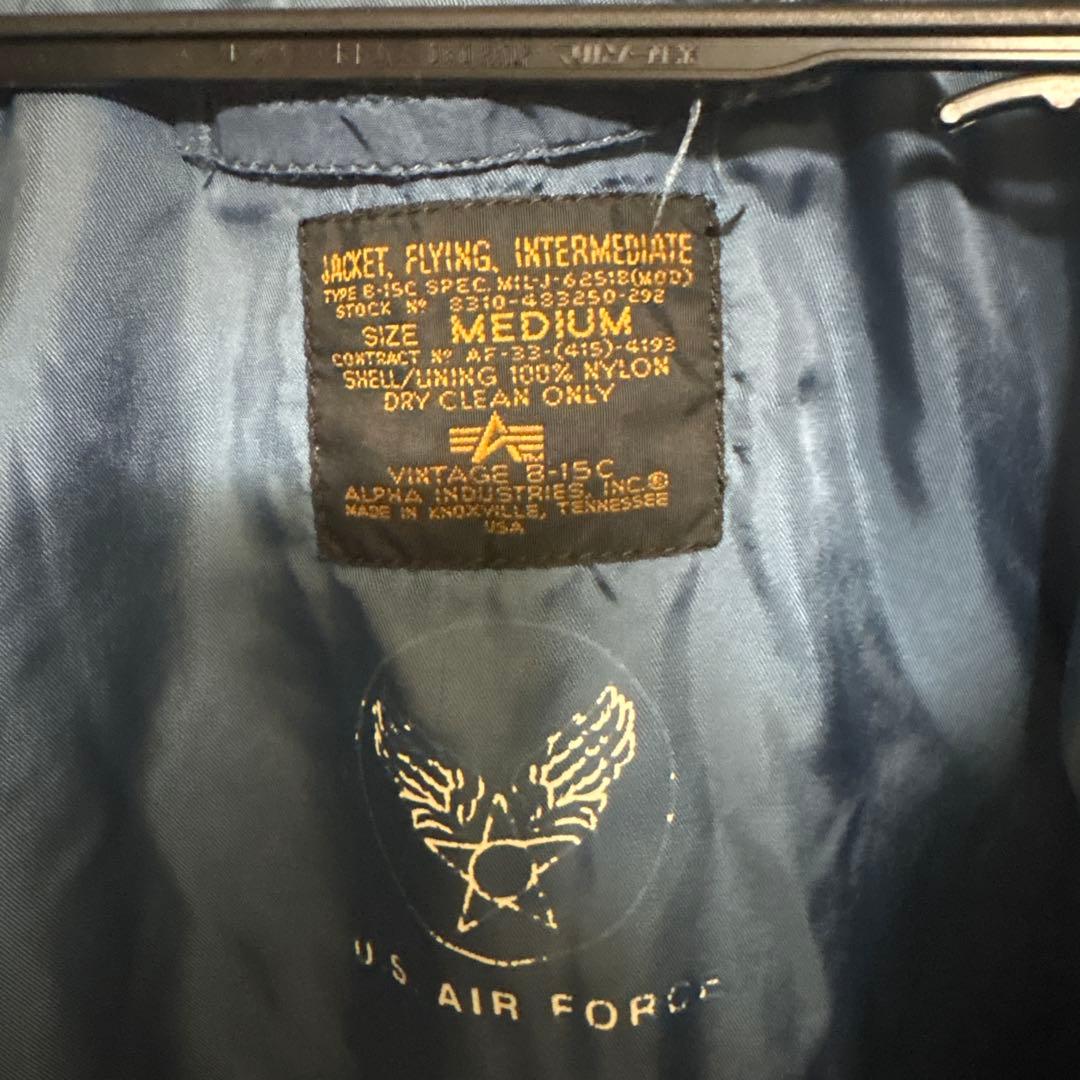 JACKET, FLYING, INTERMEDIATE
TYPE B-15C SPEC. MIL-J-6251B(MOD)
STOCK Nº 8310-483250-292
SIZE MEDIUM
CONTRACT Nº AF-33-(415)-4193
SHELL/LINING 100% NYLON
DRY CLEAN ONLY
TM
VINTAGE B-15C
ALPHA INDUSTRIES, INC.®
MADE IN KNOXVILLE, TENNESSEE
USA
U.S. AIR FORCE